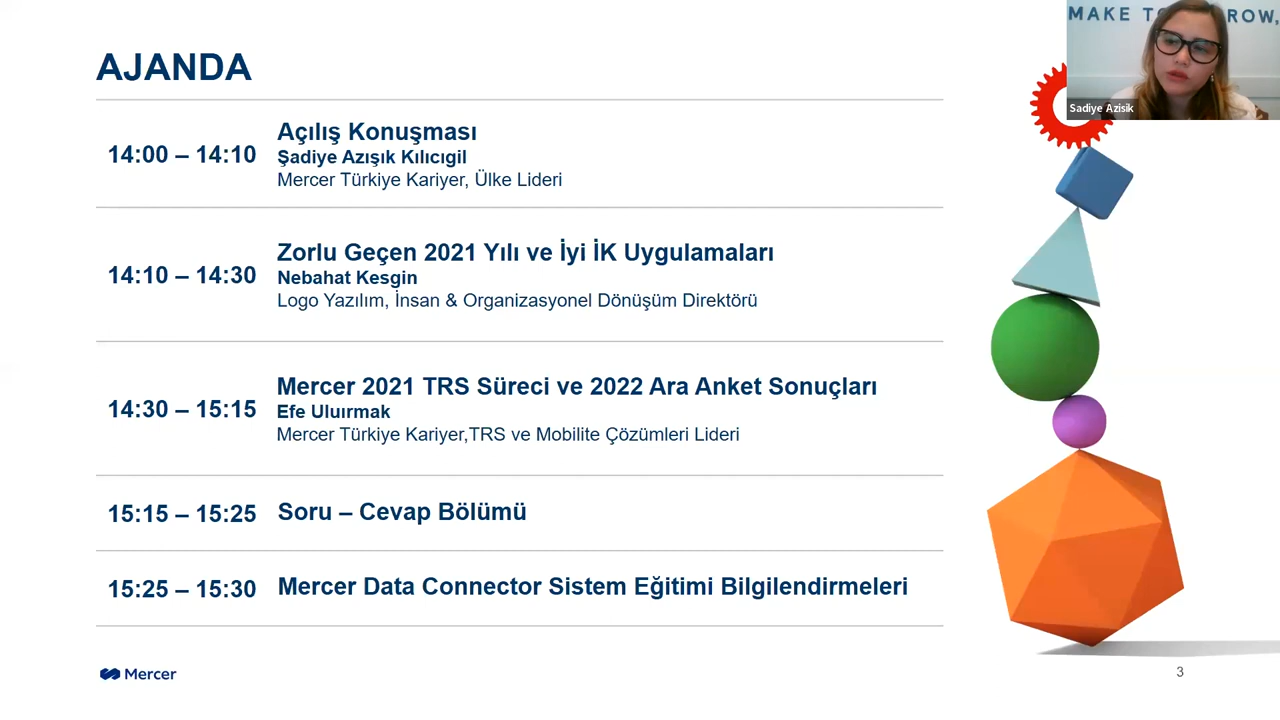 MAKE TO ROW,
Sadiye Azisik
AJANDA
14:00 – 14:10
Açılış Konuşması
Şadiye Azışık Kılıcıgil
Mercer Türkiye Kariyer, Ülke Lideri
14:10 – 14:30
Zorlu Geçen 2021 Yılı ve İyi İK Uygulamaları
Nebahat Kesgin
Logo Yazılım, İnsan & Organizasyonel Dönüşüm Direktörü
14:30 – 15:15
Mercer 2021 TRS Süreci ve 2022 Ara Anket Sonuçları
Efe Uluırmak
Mercer Türkiye Kariyer,TRS ve Mobilite Çözümleri Lideri
15:15 – 15:25
Soru – Cevap Bölümü
15:25 – 15:30
Mercer Data Connector Sistem Eğitimi Bilgilendirmeleri
Mercer
3